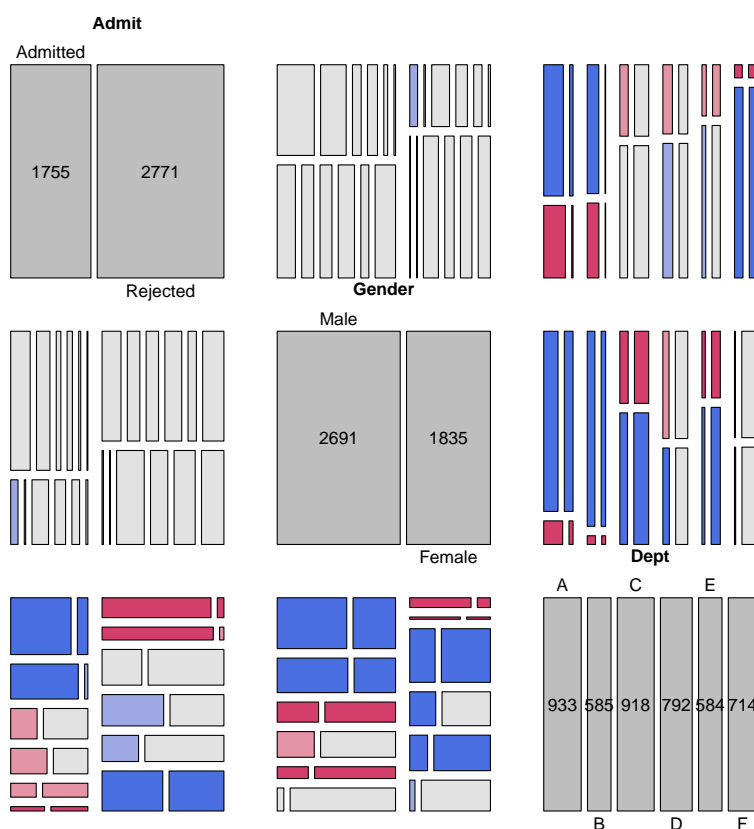 Admit
Admitted
1755 2771
Rejected
Gender
Male
2691 1835
Female
Dept
A C E
933 585 918 792 584 714
B D F